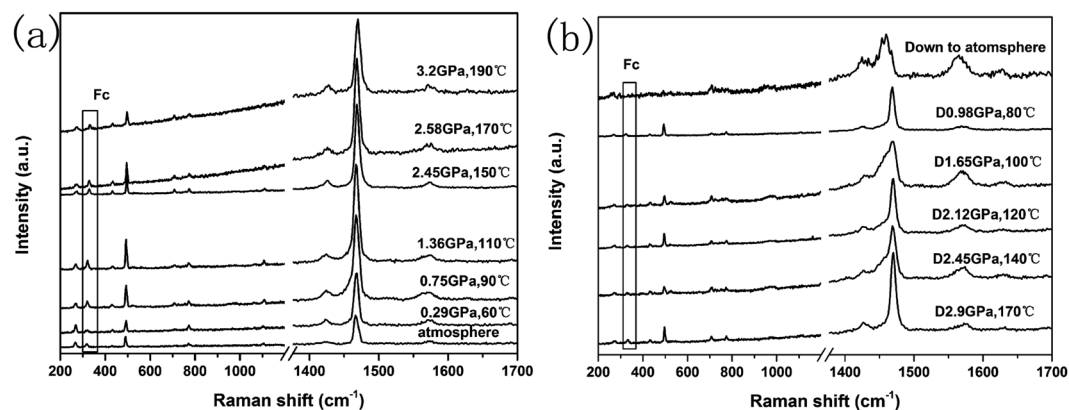 (a)
Fc
3.2GPa,190℃
2.58GPa,170℃
2.45GPa,150℃
1.36GPa,110℃
0.75GPa,90℃
0.29GPa,60℃
atmosphere
Intensity (a.u.)
200 400 600 800 1000 1400 1500 1600 1700
Raman shift (cm⁻¹)
(b)
Fc
Down to atomsphere
D0.98GPa,80℃
D1.65GPa,100℃
D2.12GPa,120℃
D2.45GPa,140℃
D2.9GPa,170℃
Intensity (a.u.)
200 400 600 800 1000 1400 1500 1600 1700
Raman shift (cm⁻¹)